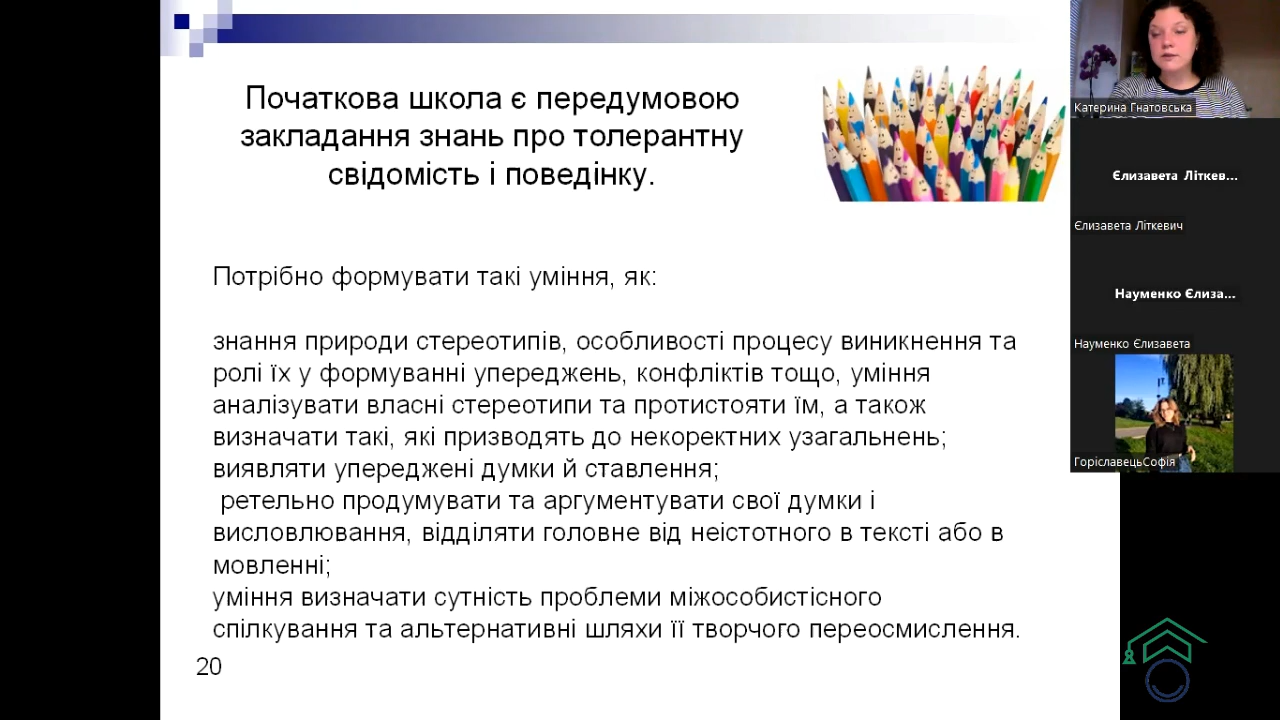 Початкова школа є передумовою
закладання знань про толерантну
свідомість і поведінку.
Потрібно формувати такі уміння, як:
знання природи стереотипів, особливості процесу виникнення та
ролі їх у формуванні упереджень, конфліктів тощо, уміння
аналізувати власні стереотипи та протистояти їм, а також
визначати такі, які призводять до некоректних узагальнень;
виявляти упереджені думки й ставлення;
ретельно продумувати та аргументувати свої думки і
висловлювання, відділяти головне від неістотного в тексті або в
мовленні;
уміння визначати сутність проблеми міжособистісного
спілкування та альтернативні шляхи її творчого переосмислення.
20
Катерина Гнатовська
Єлизавета Літкев...
Єлизавета Літкевич
Науменко Єлиза...
Науменко Єлизавета
ГоріславецьСофія